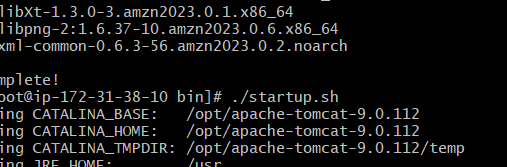 libXt-1.3.0-3.amzn2023.0.1.x86_64
libpng-2:1.6.37-10.amzn2023.0.6.x86_64
xml-common-0.6.3-56.amzn2023.0.2.noarch
mplete!
oot@ip-172-31-38-10 bin]# ./startup.sh
ing CATALINA_BASE:   /opt/apache-tomcat-9.0.112
ing CATALINA_HOME:   /opt/apache-tomcat-9.0.112
ing CATALINA_TMPDIR: /opt/apache-tomcat-9.0.112/temp
ing JRE_HOME:        /usr